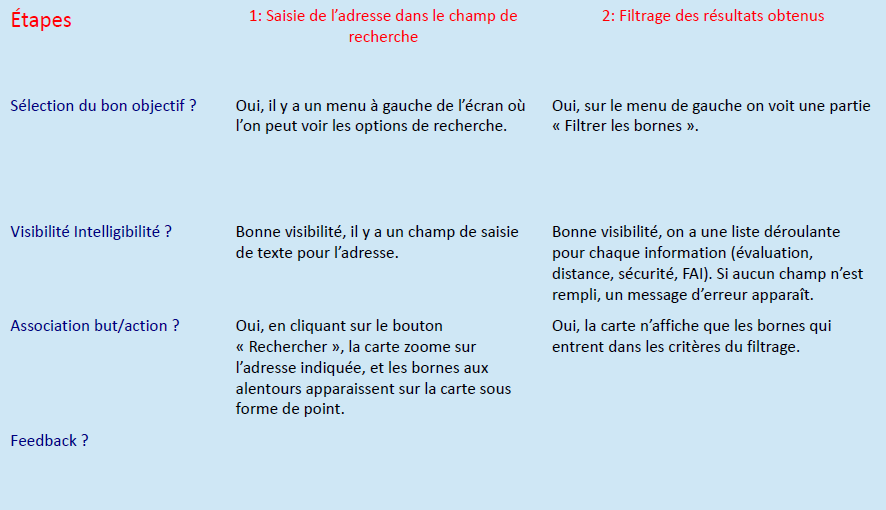 Étapes
1: Saisie de l’adresse dans le champ de
recherche
2: Filtrage des résultats obtenus
Sélection du bon objectif ?
Oui, il y a un menu à gauche de l’écran où
l’on peut voir les options de recherche.
Oui, sur le menu de gauche on voit une partie
« Filtrer les bornes ».
Visibilité Intelligibilité ?
Bonne visibilité, il y a un champ de saisie
de texte pour l’adresse.
Bonne visibilité, on a une liste déroulante
pour chaque information (évaluation,
distance, sécurité, FAI). Si aucun champ n’est
rempli, un message d’erreur apparaît.
Association but/action ?
Oui, en cliquant sur le bouton
« Rechercher », la carte zoome sur
l’adresse indiquée, et les bornes aux
alentours apparaissent sur la carte sous
forme de point.
Oui, la carte n’affiche que les bornes qui
entrent dans les critères du filtrage.
Feedback ?